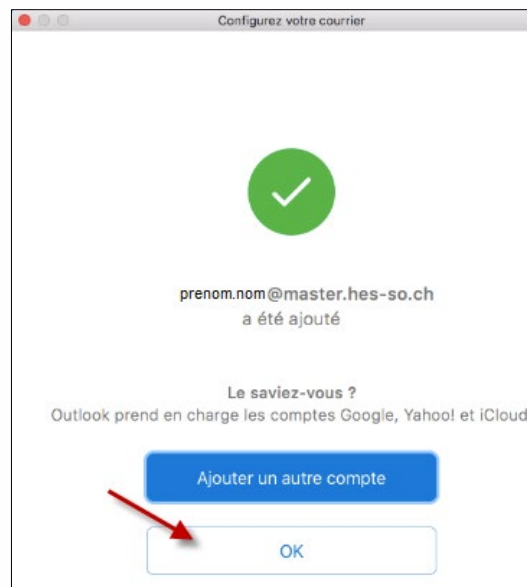 Configurez votre courrier
prenom.nom@master.hes-so.ch
a été ajouté
Le saviez-vous ?
Outlook prend en charge les comptes Google, Yahoo! et iCloud
Ajouter un autre compte
OK